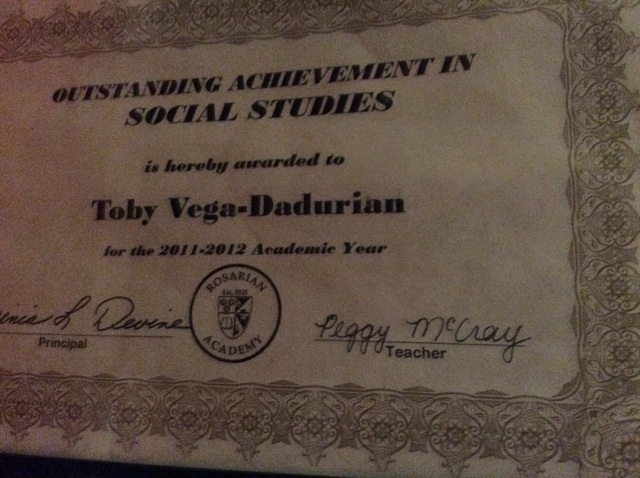 OUTSTANDING ACHIEVEMENT IN
SOCIAL STUDIES
is hereby awarded to
Toby Vega-Dadurian
for the 2011-2012 Academic Year
L Devine
Principal
ROSARIAN
ACADEMY
Peggy McCray
Teacher